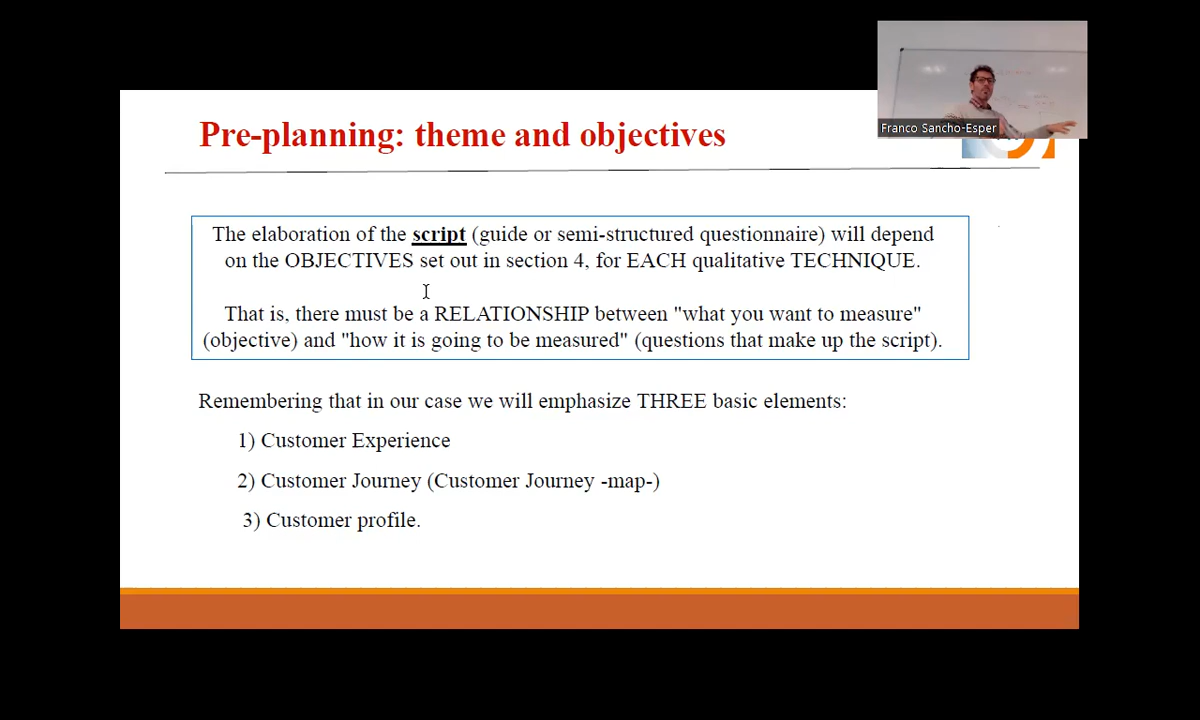 Franco Sancho-Esper
Pre-planning: theme and objectives
The elaboration of the script (guide or semi-structured questionnaire) will depend
on the OBJECTIVES set out in section 4, for EACH qualitative TECHNIQUE.
That is, there must be a RELATIONSHIP between "what you want to measure"
(objective) and "how it is going to be measured" (questions that make up the script).
Remembering that in our case we will emphasize THREE basic elements:
1) Customer Experience
2) Customer Journey (Customer Journey -map-)
3) Customer profile.